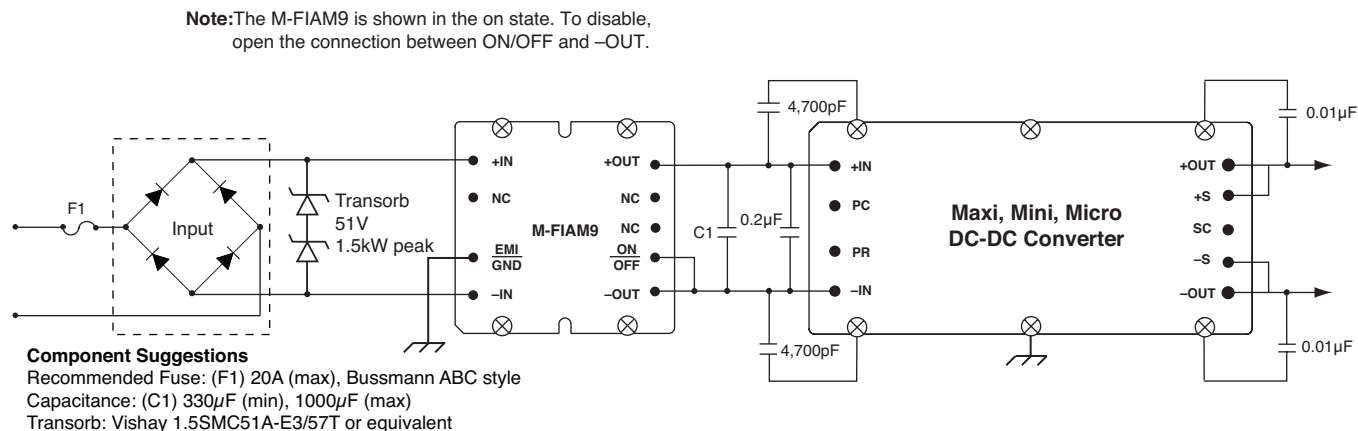 Note:The M-FIAM9 is shown in the on state. To disable,
open the connection between ON/OFF and –OUT.
F1
Input
Transorb
51V
1.5kW peak
+IN
NC
EMI
GND
–IN
M-FIAM9
+OUT
NC
NC
ON
OFF
–OUT
C1
0.2µF
4,700pF
4,700pF
+IN
PC
PR
–IN
Maxi, Mini, Micro
DC-DC Converter
+OUT
+S
SC
–S
–OUT
0.01µF
0.01µF
Component Suggestions
Recommended Fuse: (F1) 20A (max), Bussmann ABC style
Capacitance: (C1) 330µF (min), 1000µF (max)
Transorb: Vishay 1.5SMC51A-E3/57T or equivalent